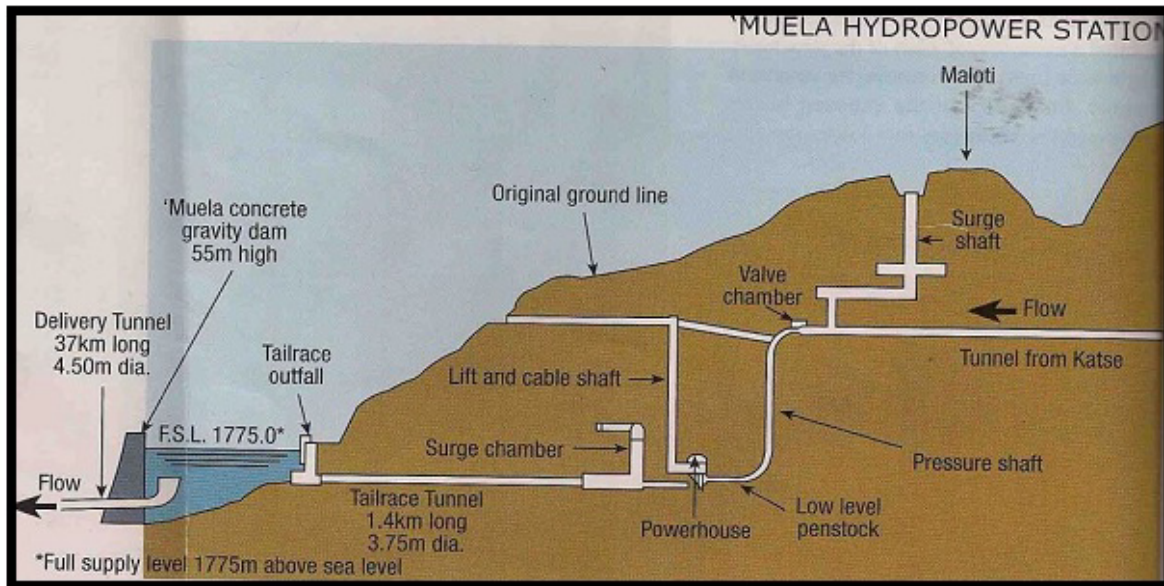 'MUELA HYDROPOWER STATION
Maloti
Original ground line
'Muela concrete
gravity dam
55m high
Surge
shaft
Valve
chamber
Flow
Delivery Tunnel
37km long
4.50m dia.
Tailrace
outfall
Tunnel from Katse
Lift and cable shaft
F.S.L. 1775.0*
Surge chamber
Pressure shaft
Flow
Tailrace Tunnel
1.4km long
3.75m dia.
Powerhouse
Low level
penstock
*Full supply level 1775m above sea level